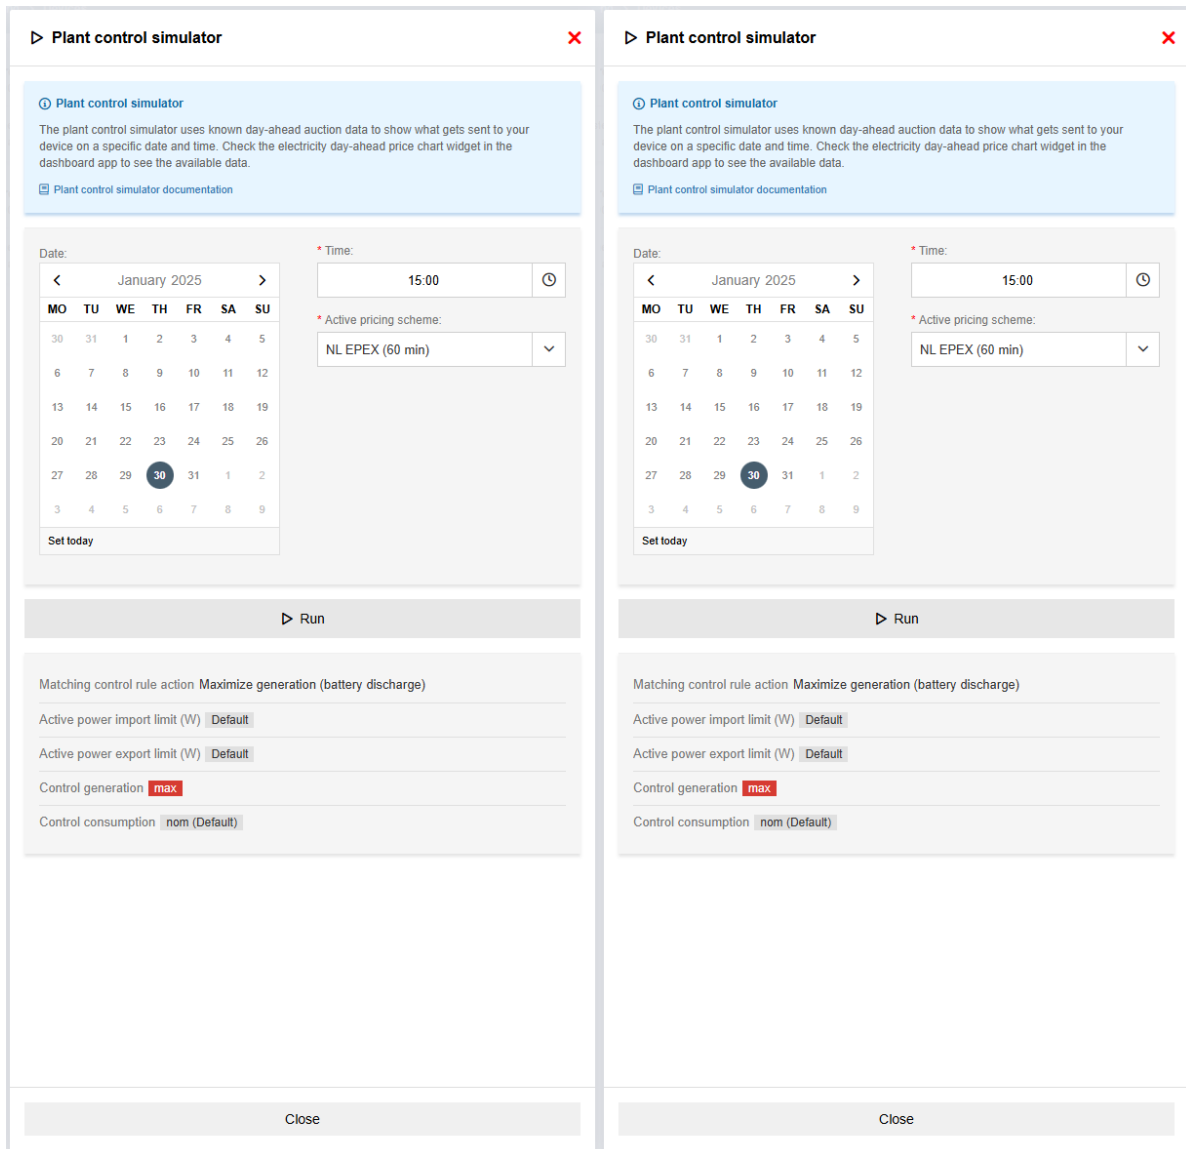 Plant control simulator
Plant control simulator
The plant control simulator uses known day-ahead auction data to show what gets sent to your
device on a specific date and time. Check the electricity day-ahead price chart widget in the
dashboard app to see the available data.
Plant control simulator documentation
Date:
January 2025
MO TU WE TH FR SA SU
30 31 1 2 3 4 5
6 7 8 9 10 11 12
13 14 15 16 17 18 19
20 21 22 23 24 25 26
27 28 29 30 31 1 2
3 4 5 6 7 8 9
Set today
* Time:
15:00
* Active pricing scheme:
NL EPEX (60 min)
Run
Matching control rule action Maximize generation (battery discharge)
Active power import limit (W) Default
Active power export limit (W) Default
Control generation max
Control consumption nom (Default)
Close
Plant control simulator
Plant control simulator
The plant control simulator uses known day-ahead auction data to show what gets sent to your
device on a specific date and time. Check the electricity day-ahead price chart widget in the
dashboard app to see the available data.
Plant control simulator documentation
Date:
January 2025
MO TU WE TH FR SA SU
30 31 1 2 3 4 5
6 7 8 9 10 11 12
13 14 15 16 17 18 19
20 21 22 23 24 25 26
27 28 29 30 31 1 2
3 4 5 6 7 8 9
Set today
* Time:
15:00
* Active pricing scheme:
NL EPEX (60 min)
Run
Matching control rule action Maximize generation (battery discharge)
Active power import limit (W) Default
Active power export limit (W) Default
Control generation max
Control consumption nom (Default)
Close